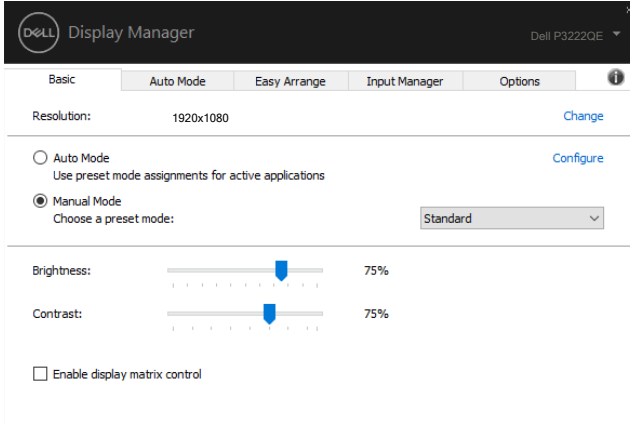 DELL Display Manager
Dell P3222QE
Basic Auto Mode Easy Arrange Input Manager Options
Resolution: 1920x1080 Change
Auto Mode Configure
Use preset mode assignments for active applications
Manual Mode
Choose a preset mode: Standard
Brightness: 75%
Contrast: 75%
Enable display matrix control